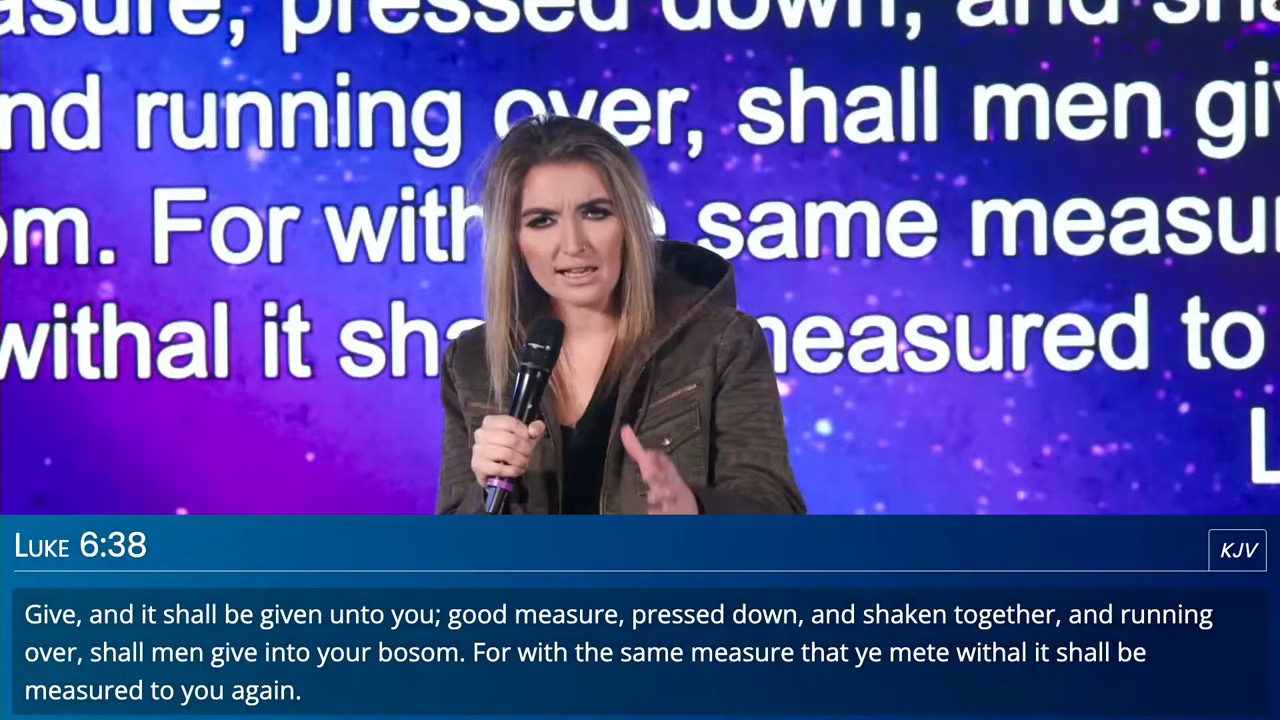 asure, pressed down, and sha
nd running over, shall men giv
om. For with same measu
withal it sha measured to
L
LUKE 6:38
KJV
Give, and it shall be given unto you; good measure, pressed down, and shaken together, and running
over, shall men give into your bosom. For with the same measure that ye mete withal it shall be
measured to you again.